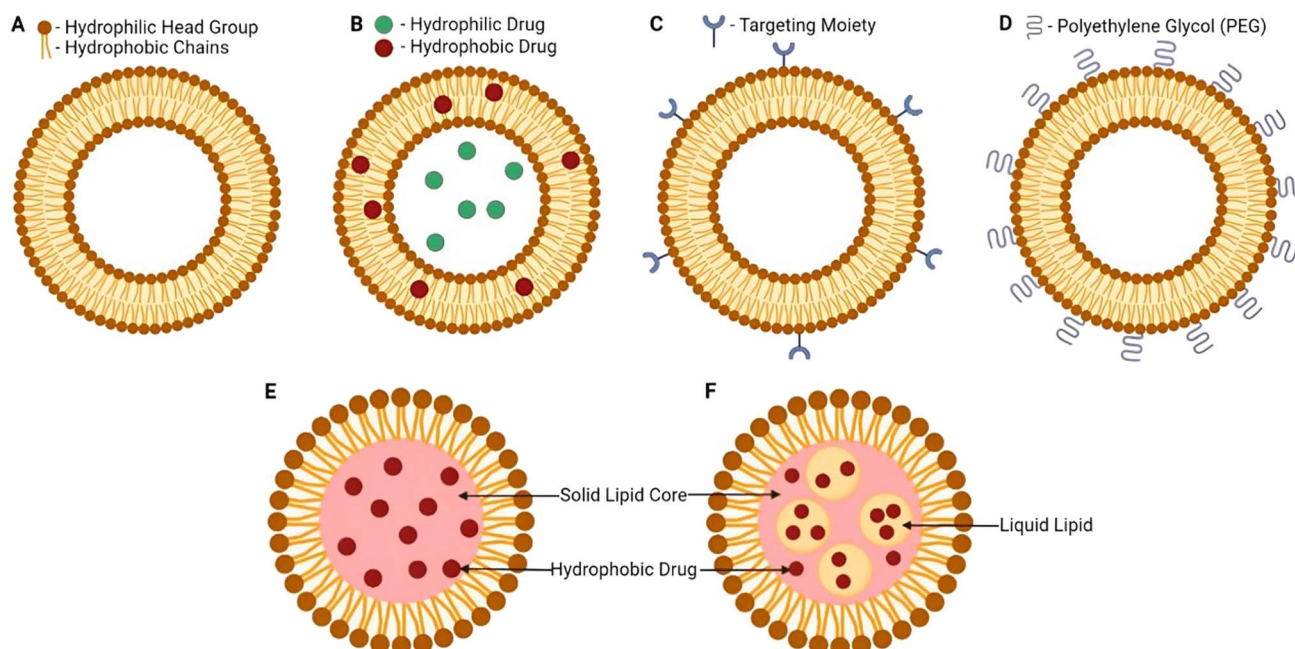 A
- Hydrophilic Head Group
- Hydrophobic Chains
B
- Hydrophilic Drug
- Hydrophobic Drug
C
- Targeting Moiety
D
- Polyethylene Glycol (PEG)
E
F
Solid Lipid Core
Liquid Lipid
Hydrophobic Drug